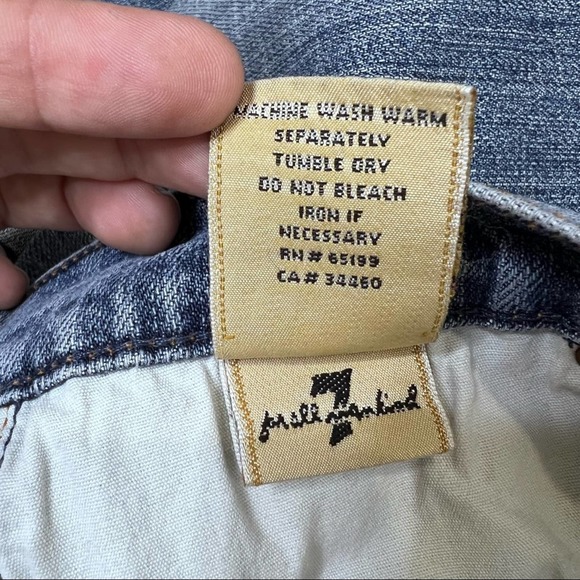 MACHINE WASH WARM
SEPARATELY
TUMBLE DRY
DO NOT BLEACH
IRON IF
NECESSARY
RN# 65199
CA# 34460
7
for all mankind